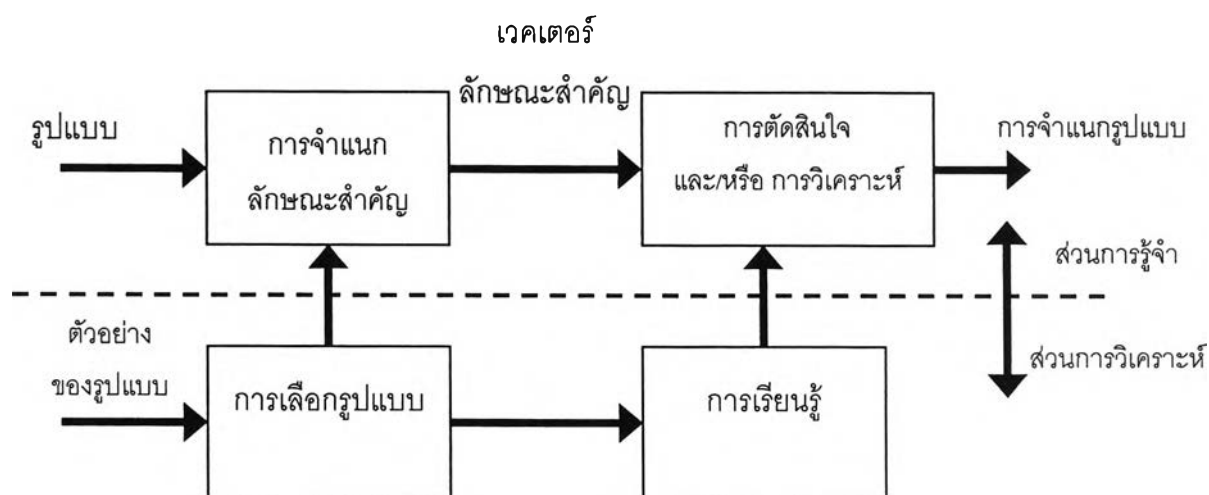 เวคเตอร์
ลักษณะสำคัญ
รูปแบบ
การจำแนก
ลักษณะสำคัญ
การตัดสินใจ
และ/หรือ การวิเคราะห์
การจำแนกรูปแบบ
ส่วนการรู้จำ
ตัวอย่าง
ของรูปแบบ
การเลือกรูปแบบ
การเรียนรู้
ส่วนการวิเคราะห์